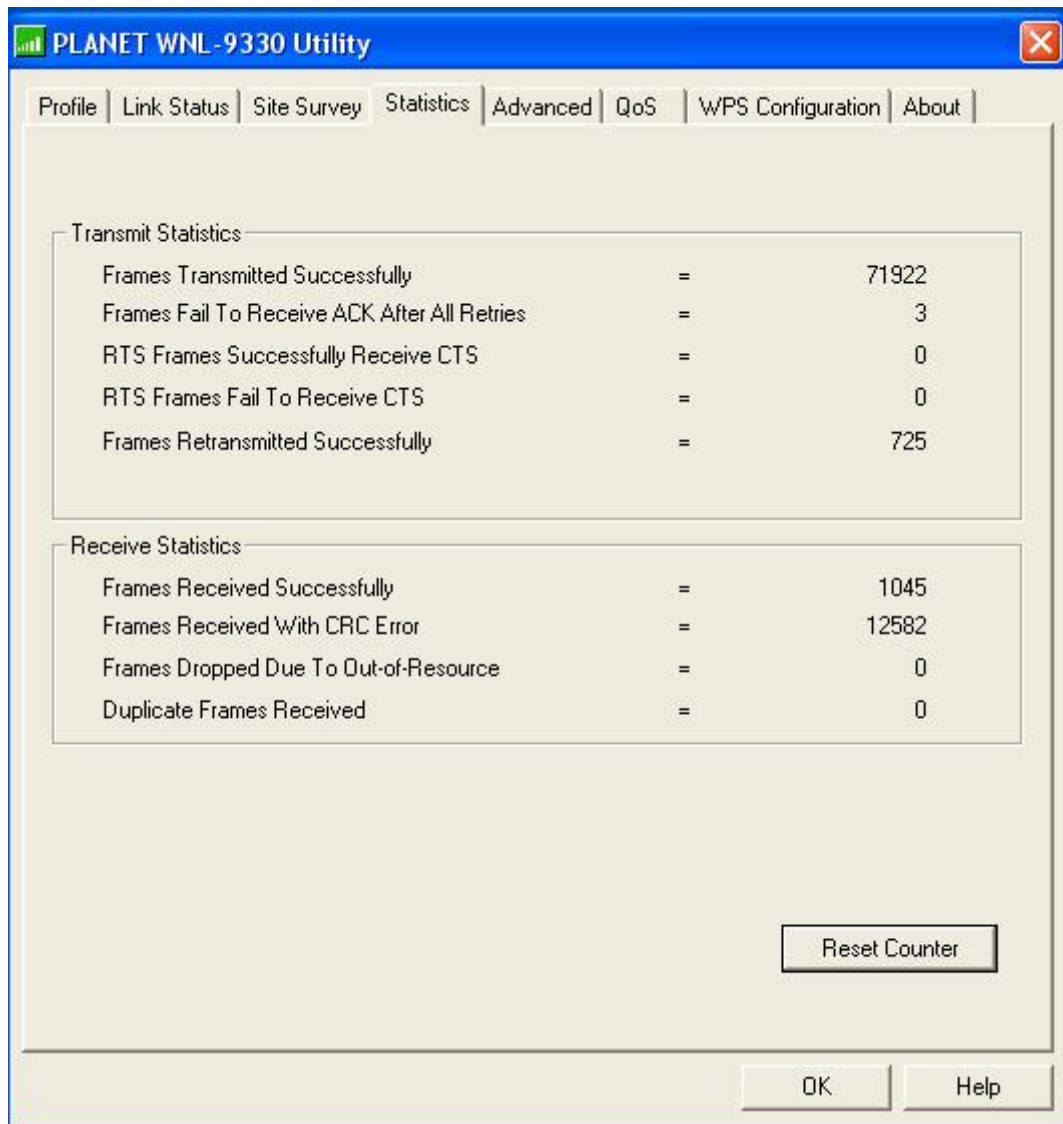 PLANET WNL-9330 Utility
Profile Link Status Site Survey Statistics Advanced QoS WPS Configuration About
Transmit Statistics
Frames Transmitted Successfully = 71922
Frames Fail To Receive ACK After All Retries = 3
RTS Frames Successfully Receive CTS = 0
RTS Frames Fail To Receive CTS = 0
Frames Retransmitted Successfully = 725
Receive Statistics
Frames Received Successfully = 1045
Frames Received With CRC Error = 12582
Frames Dropped Due To Out-of-Resource = 0
Duplicate Frames Received = 0
Reset Counter
OK Help